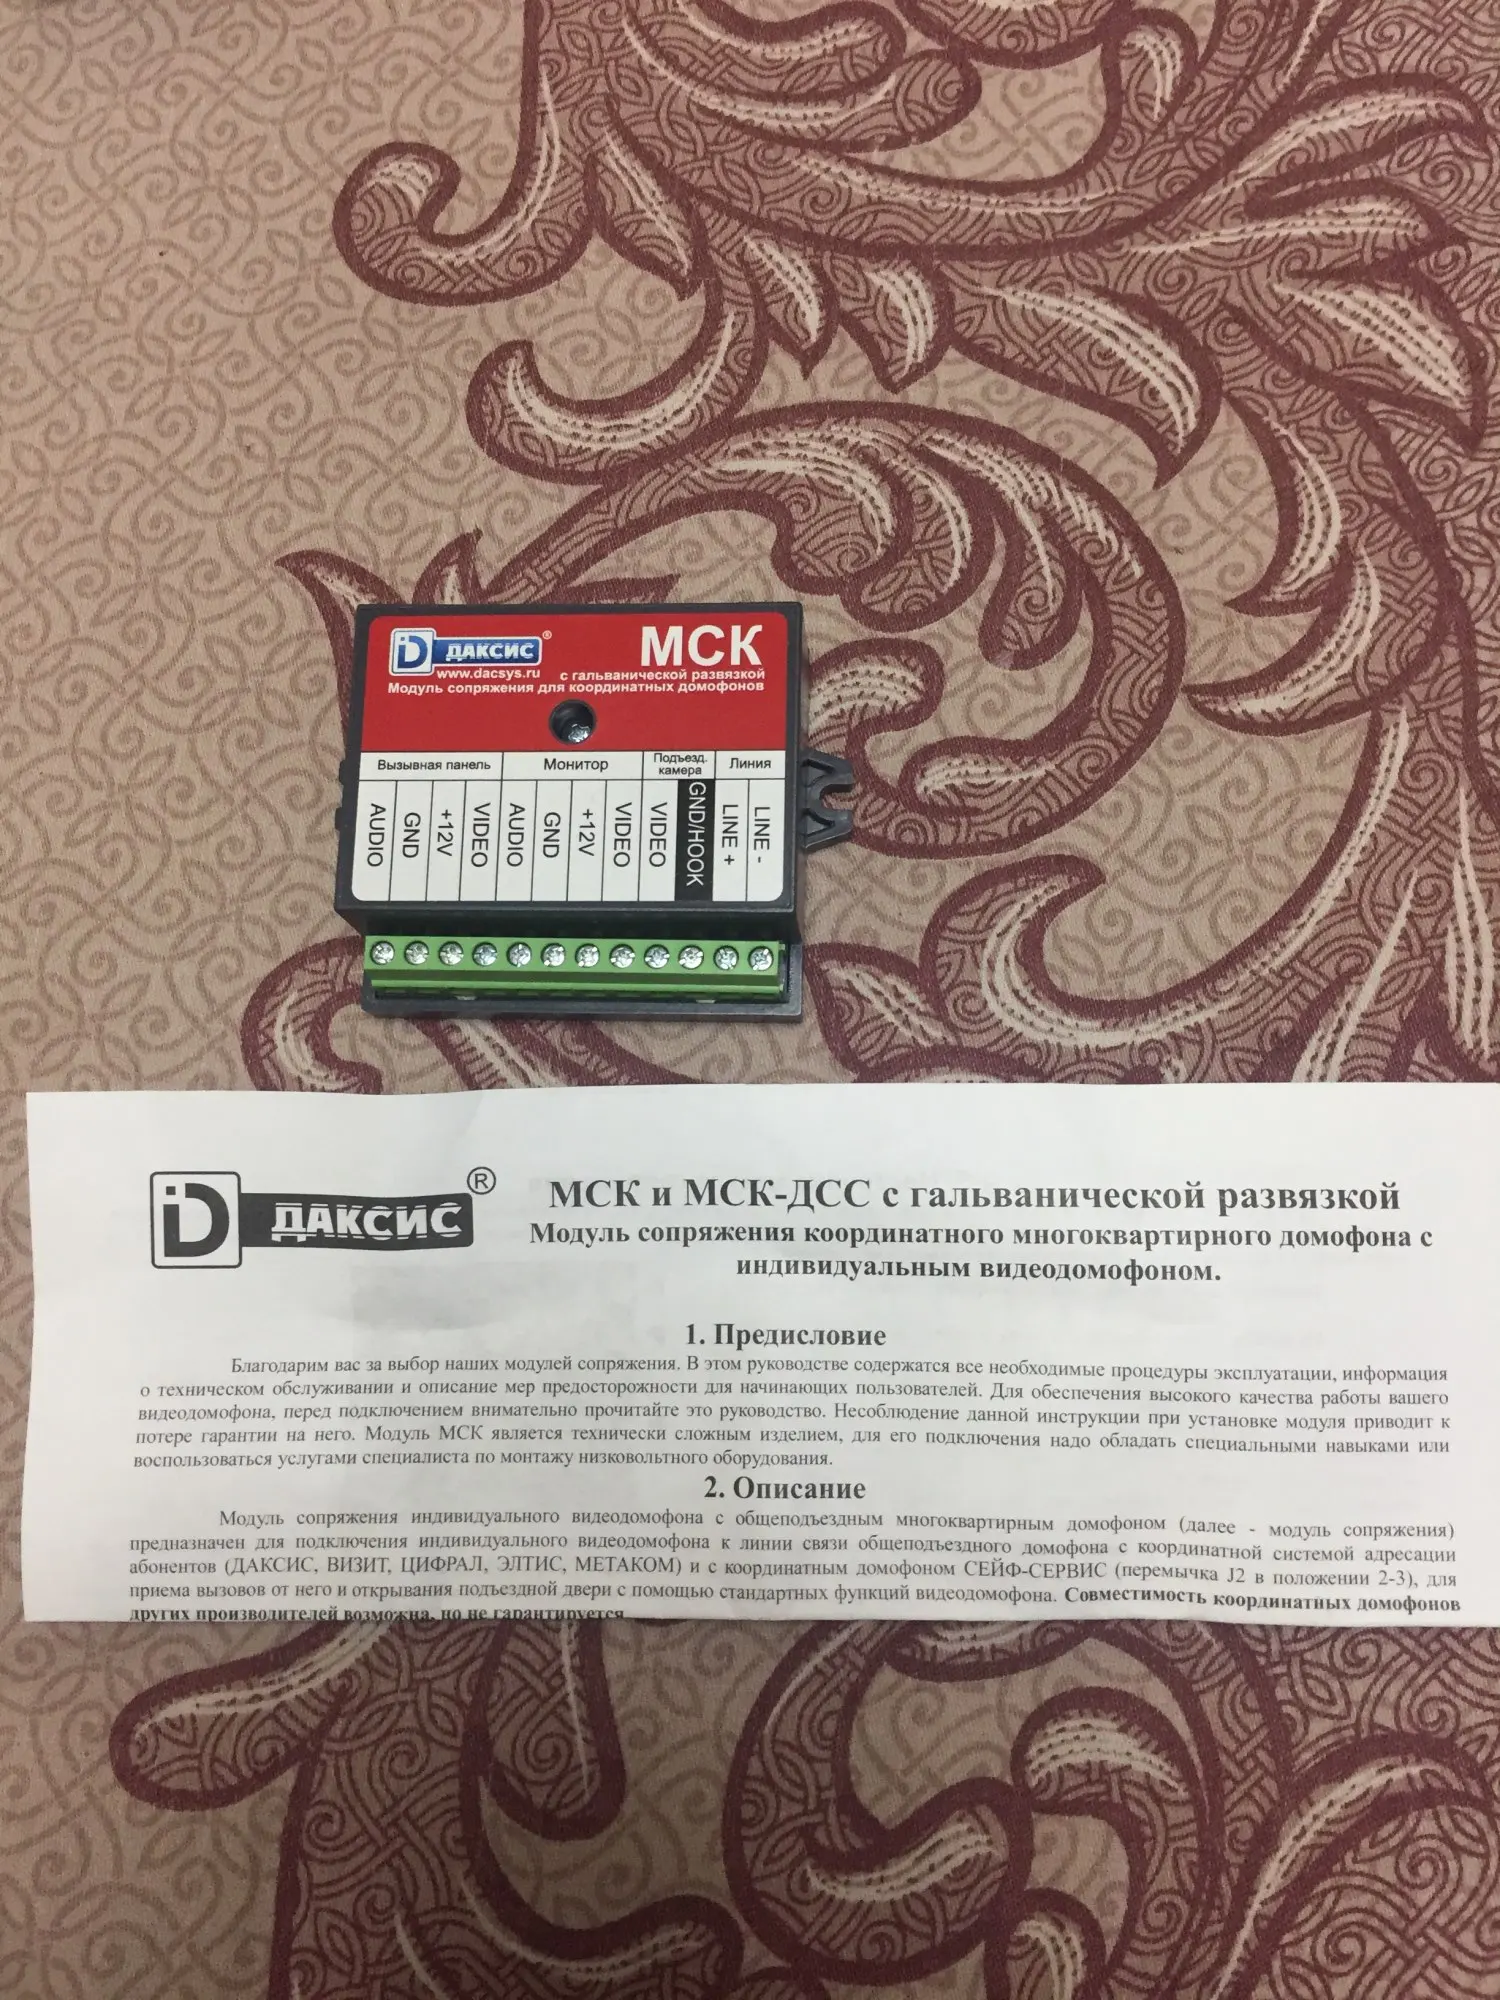 ДАКСИС®
МСК
www.dacsys.ru с гальванической развязкой
Модуль сопряжения для координатных домофонов
Вызывная панель Монитор Подъезд. камера Линия
AUDIO GND +12V VIDEO AUDIO GND +12V VIDEO VIDEO GND/HOOK LINE + LINE -
ДАКСИС®
МСК и МСК-ДСС с гальванической развязкой
Модуль сопряжения координатного многоквартирного домофона с
индивидуальным видеодомофоном.
1. Предисловие
Благодарим вас за выбор наших модулей сопряжения. В этом руководстве содержатся все необходимые процедуры эксплуатации, информация
о техническом обслуживании и описание мер предосторожности для начинающих пользователей. Для обеспечения высокого качества работы вашего
видеодомофона, перед подключением внимательно прочитайте это руководство. Несоблюдение данной инструкции при установке модуля приводит к
потере гарантии на него. Модуль МСК является технически сложным изделием, для его подключения надо обладать специальными навыками или
воспользоваться услугами специалиста по монтажу низковольтного оборудования.
2. Описание
Модуль сопряжения индивидуального видеодомофона с общеподъездным многоквартирным домофоном (далее - модуль сопряжения)
предназначен для подключения индивидуального видеодомофона к линии связи общеподъездного домофона с координатной системой адресации
абонентов (ДАКСИС, ВИЗИТ, ЦИФРАЛ, ЭЛТИС, МЕТАКОМ) и с координатным домофоном СЕЙФ-СЕРВИС (перемычка J2 в положении 2-3), для
приема вызовов от него и открывания подъездной двери с помощью стандартных функций видеодомофона. Совместимость координатных домофонов
других производителей возможна, но не гарантируется